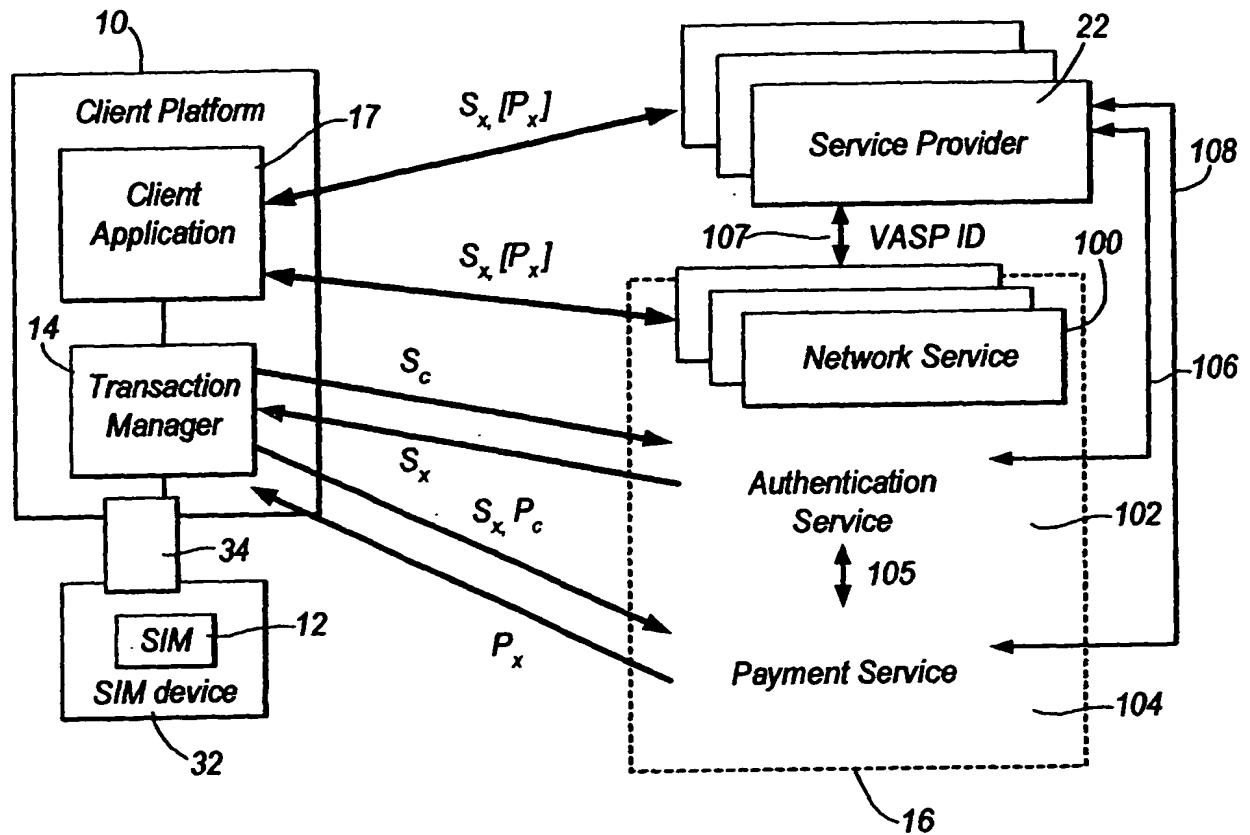 10
Client Platform
17
Client
Application
14
Transaction
Manager
34
SIM
12
SIM device
32
Sx, [Px]
Sx, [Px]
Sc
Sx
Sx, Pc
Px
22
Service Provider
108
107
VASP ID
100
Network Service
106
Authentication
Service
102
105
Payment Service
104
16